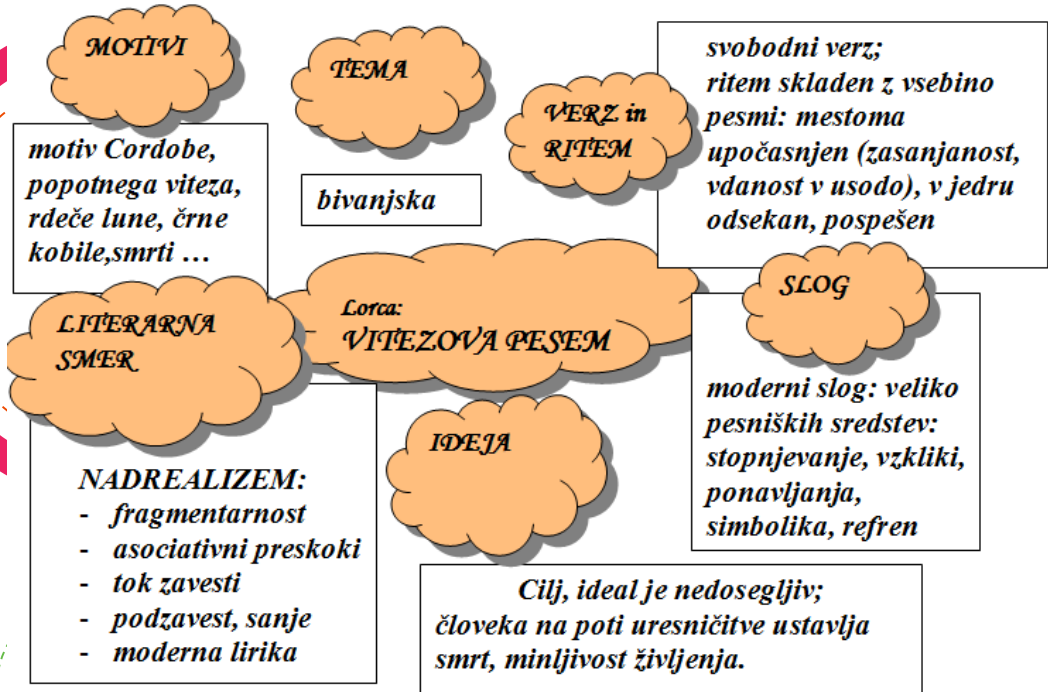 MOTIVI
motiv Cordobe,
popotnega viteza,
rdeče lune, črne
kobile,smrti ...
TEMA
bivanjska
VERZ in
RITEM
svobodni verz;
ritem skladen z vsebino
pesmi: mestoma
upočasnjen (zasanjanost,
vdanost v usodo), v jedru
odsekan, pospešen
Lorca:
VITEZOVA PESEM
SLOG
moderni slog: veliko
pesniških sredstev:
stopnjevanje, vzkliki,
ponavljanja,
simbolika, refren
LITERARNA
SMER
NADREALIZEM:
- fragmentarnost
- asociativni preskoki
- tok zavesti
- podzavest, sanje
- moderna lirika
IDEJA
Cilj, ideal je nedosegljiv;
človeka na poti uresničitve ustavlja
smrt, minljivost življenja.